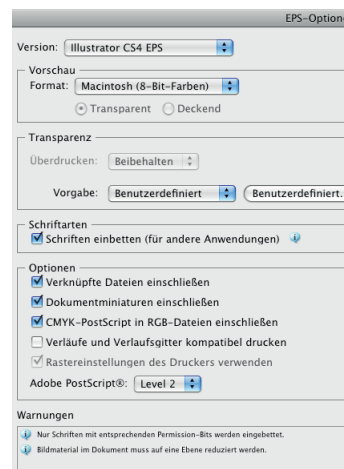 EPS-Option
Version: Illustrator CS4 EPS
Vorschau
Format: Macintosh (8-Bit-Farben)
Transparent Deckend
Transparenz
Überdrucken: Beibehalten
Vorgabe: Benutzerdefiniert Benutzerdefiniert.
Schriftarten
Schriften einbetten (für andere Anwendungen)
Optionen
Verknüpfte Dateien einschließen
Dokumentminiaturen einschließen
CMYK-PostScript in RGB-Dateien einschließen
Verläufe und Verlaufsgitter kompatibel drucken
Rastereinstellungen des Druckers verwenden
Adobe PostScript®: Level 2
Warnungen
Nur Schriften mit entsprechenden Permission-Bits werden eingebettet.
Bildmaterial im Dokument muss auf eine Ebene reduziert werden.